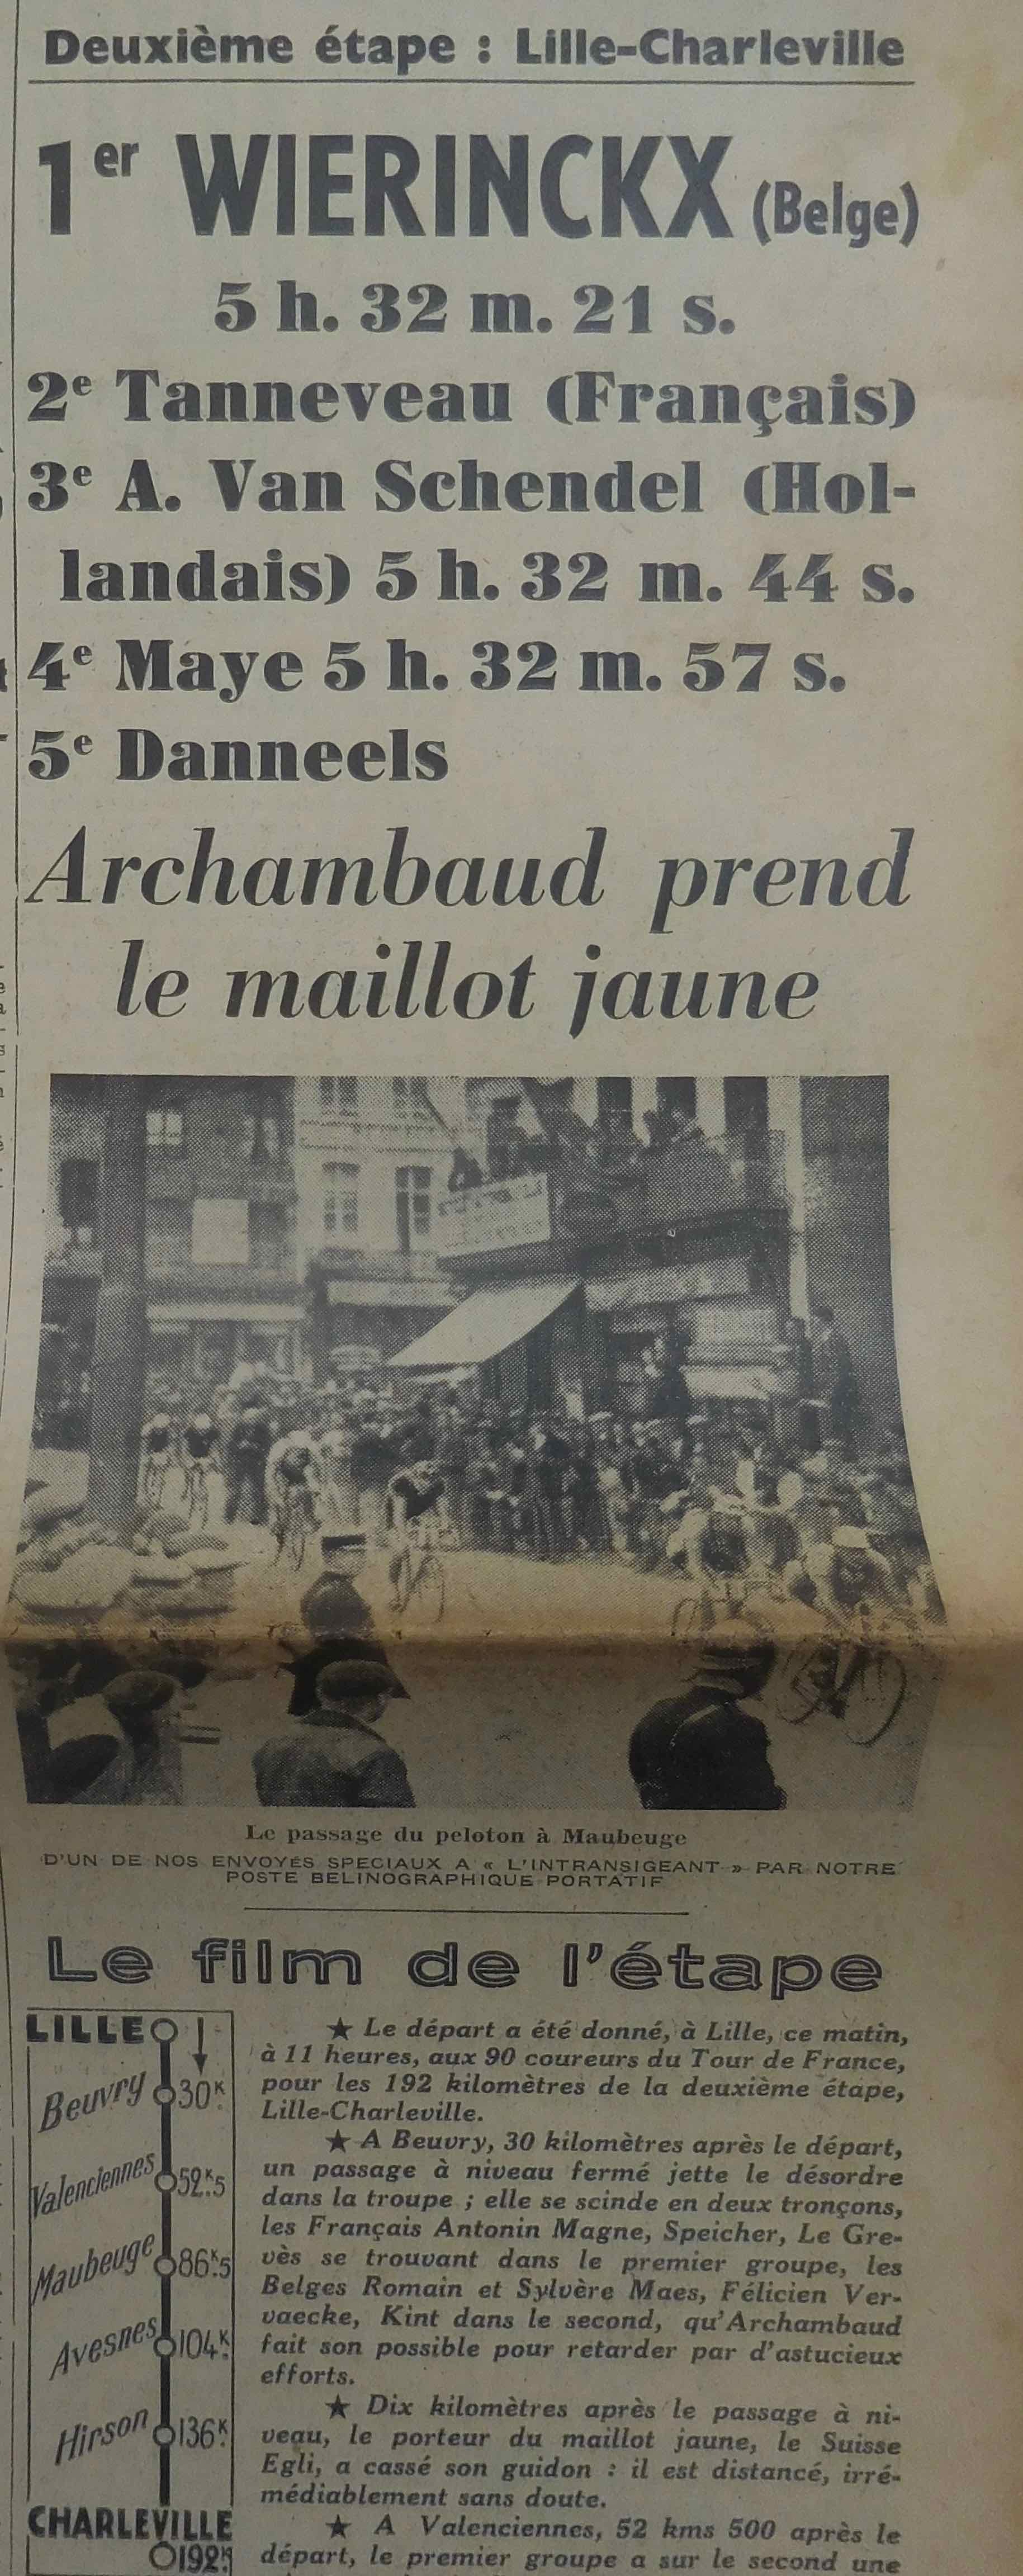 Deuxième étape : Lille-Charleville
1er WIERINCKX (Belge)
5 h. 32 m. 21 s.
2e Tanneveau (Français)
3e A. Van Schendel (Hol-
landais) 5 h. 32 m. 44 s.
4e Maye 5 h. 32 m. 57 s.
5e Danneels
Archambaud prend
le maillot jaune
Le passage du peloton à Maubeuge
D'UN DE NOS ENVOYÉS SPECIAUX A « L'INTRANSIGEANT » PAR NOTRE
POSTE BELINOGRAPHIQUE PORTATIF
Le film de l'étape
LILLE
Beuvry 30K
Valenciennes 52K5
Maubeuge 86K5
Avesnes 104K
Hirson 136K
CHARLEVILLE
192K
★ Le départ a été donné, à Lille, ce matin,
à 11 heures, aux 90 coureurs du Tour de France,
pour les 192 kilomètres de la deuxième étape,
Lille-Charleville.
★ A Beuvry, 30 kilomètres après le départ,
un passage à niveau fermé jette le désordre
dans la troupe ; elle se scinde en deux tronçons,
les Français Antonin Magne, Speicher, Le Gre-
vès se trouvant dans le premier groupe, les
Belges Romain et Sylvère Maes, Félicien Ver-
vaecke, Kint dans le second, qu'Archambaud
fait son possible pour retarder par d'astucieux
efforts.
★ Dix kilomètres après le passage à ni-
veau, le porteur du maillot jaune, le Suisse
Egli, a cassé son guidon : il est distancé, irré-
médiablement sans doute.
★ A Valenciennes, 52 kms 500 après le
départ, le premier groupe a sur le second une